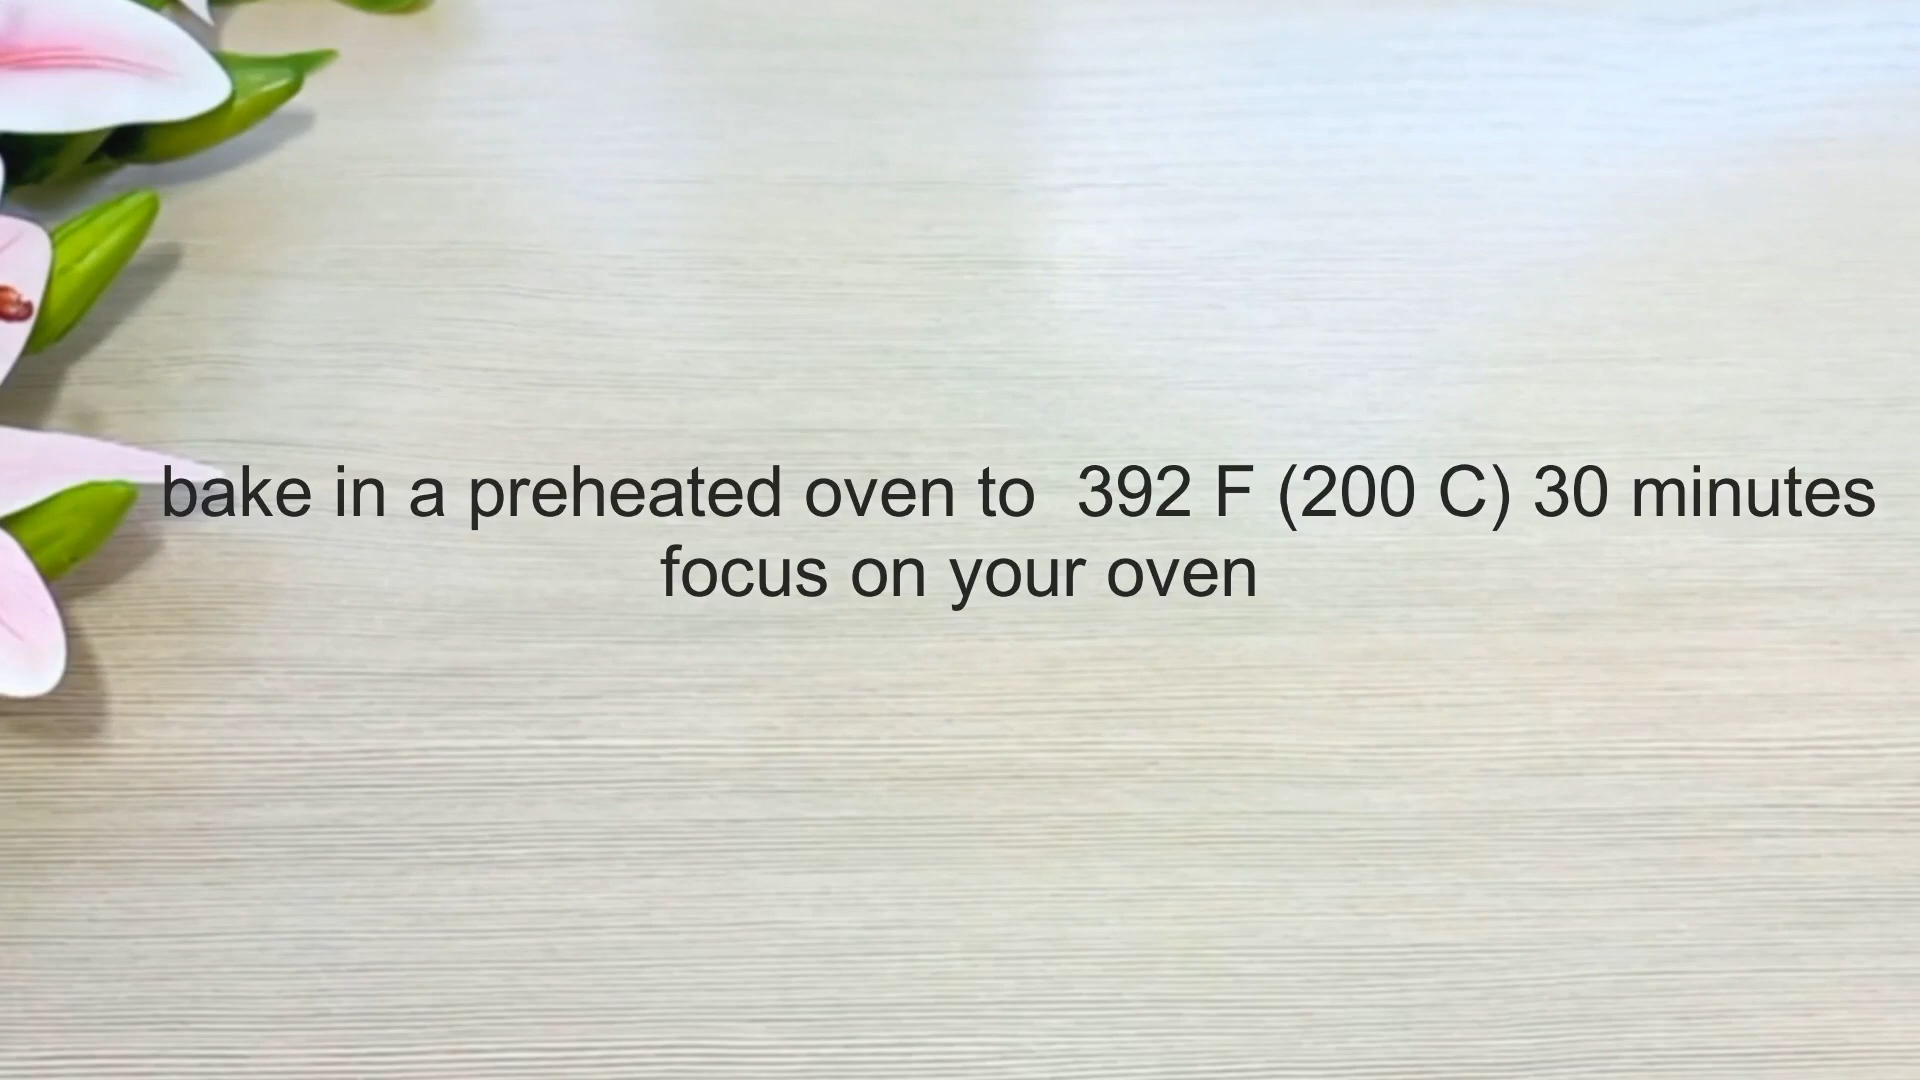 bake in a preheated oven to  392 F (200 C) 30 minutes
focus on your oven